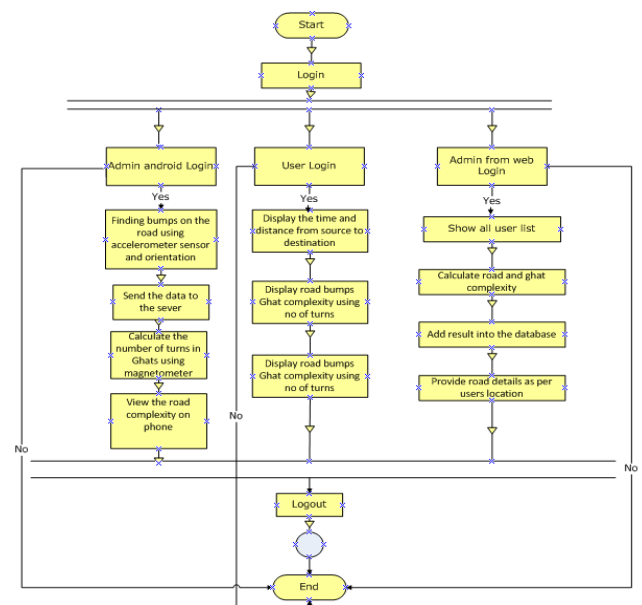 Start
Login
Admin android Login
User Login
Admin from web
Login
Yes
Yes
Yes
Finding bumps on the
road using
accelerometer sensor
and orientation
Send the data to
the sever
Calculate the
number of turns in
Ghats using
magnetometer
View the road
complexity on
phone
Display the time and
distance from source to
destination
Display road bumps
Ghat complexity using
no of turns
Display road bumps
Ghat complexity using
no of turns
Show all user list
Calculate road and ghat
complexity
Add result into the database
Provide road details as per
users location
No
No
No
Logout
End